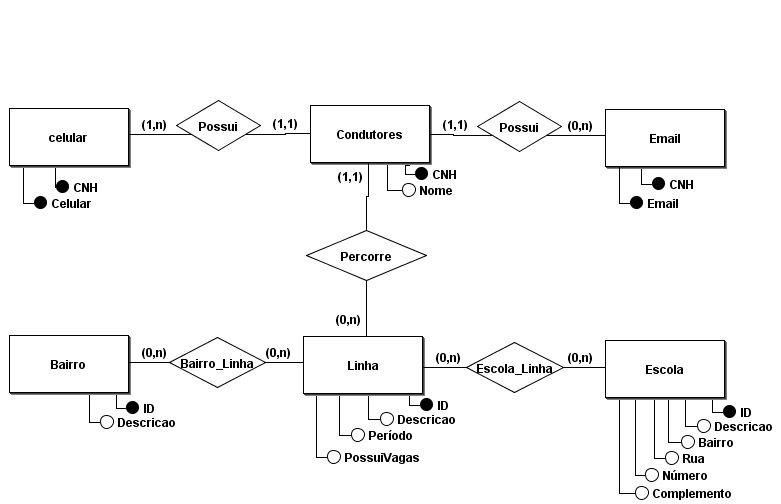 (1,n)
Possui
(1,1)
(1,1)
Possui
(0,n)
celular
Condutores
Email
CNH
Celular
(1,1)
CNH
Nome
CNH
Email
Percorre
(0,n)
Bairro
(0,n)
Bairro_Linha
(0,n)
Linha
(0,n)
Escola_Linha
(0,n)
Escola
ID
Descricao
ID
Descricao
Período
PossuiVagas
ID
Descricao
Bairro
Rua
Número
Complemento